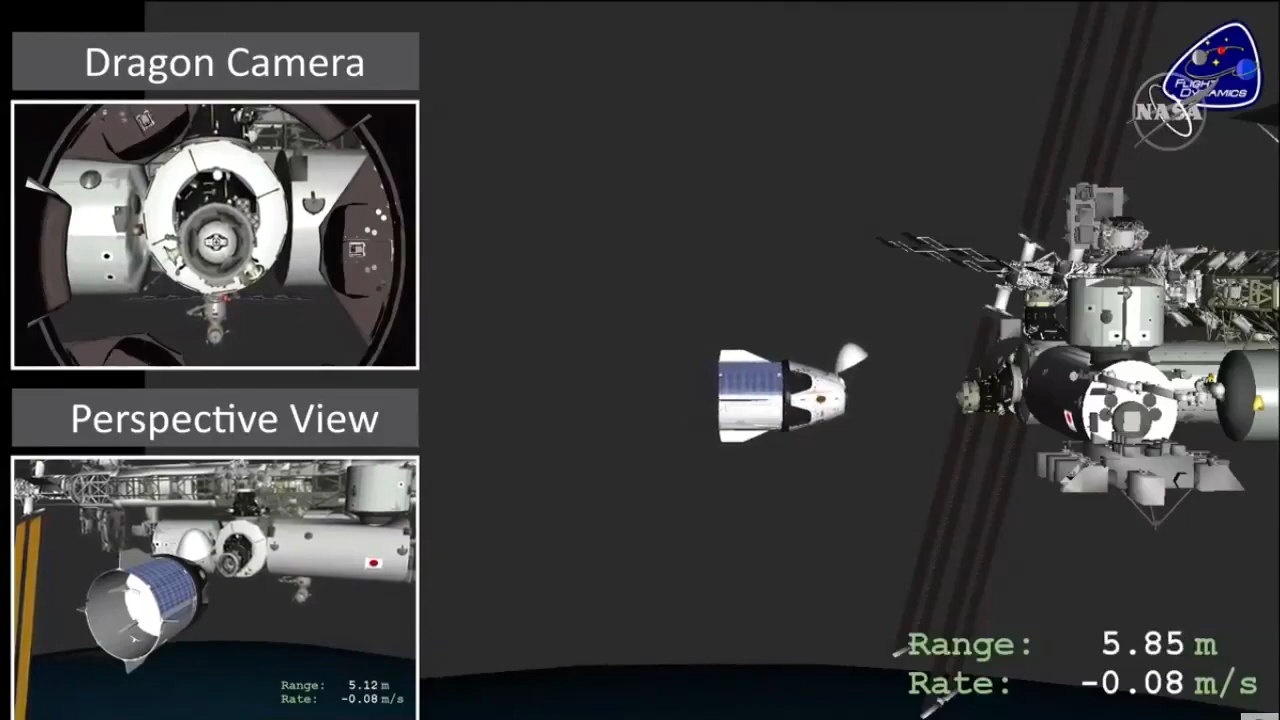 Dragon Camera
FLIGHT
DYNAMICS
NASA
Perspective View
Range: 5.12 m
Rate: -0.08 m/s
Range: 5.85 m
Rate: -0.08 m/s